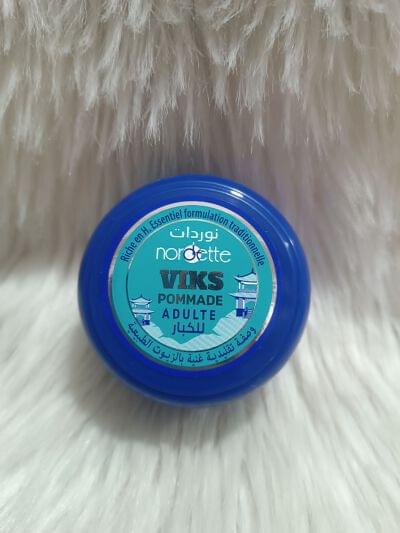 Riche en H. Essentiel formulation traditionnelle
نوردات
nordette
VIKS
POMMADE
ADULTE
للكبار
وصفة تقليدية غنية بالزيوت الطبيعية